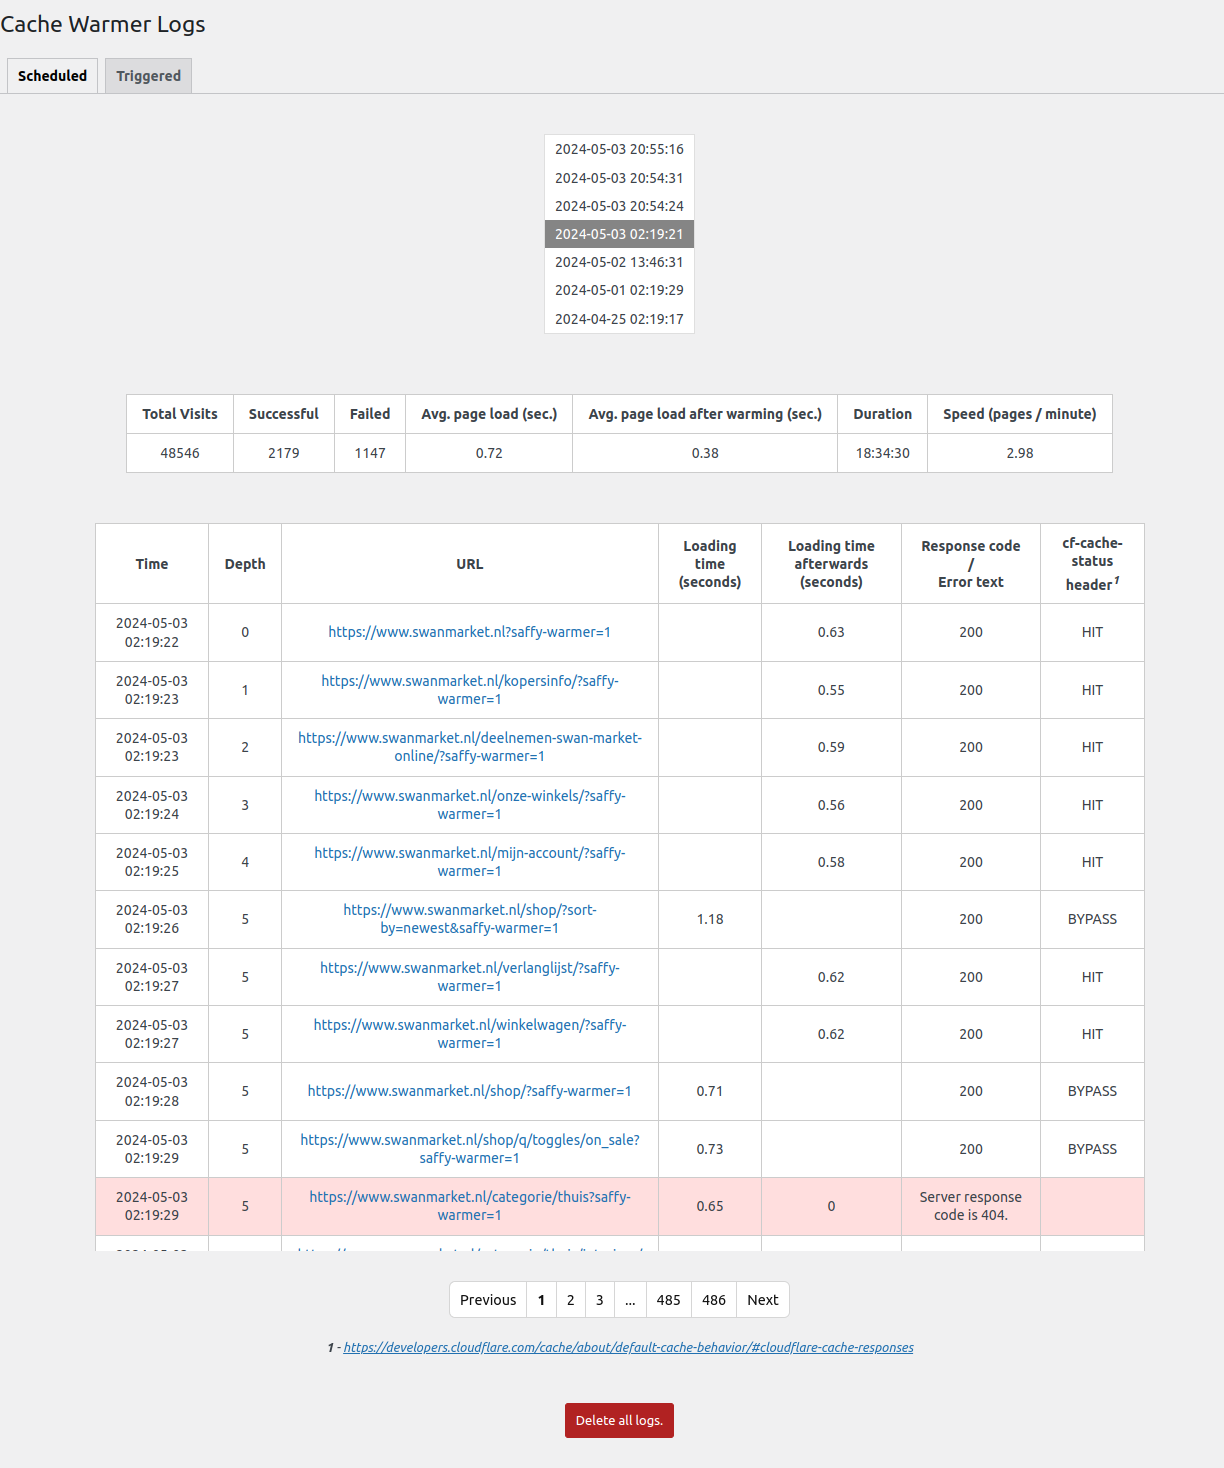 Cache Warmer Logs
Scheduled Triggered
2024-05-03 20:55:16
2024-05-03 20:54:31
2024-05-03 20:54:24
2024-05-03 02:19:21
2024-05-02 13:46:31
2024-05-01 02:19:29
2024-04-25 02:19:17
Total Visits Successful Failed Avg. page load (sec.) Avg. page load after warming (sec.) Duration Speed (pages / minute)
48546 2179 1147 0.72 0.38 18:34:30 2.98
Time Depth URL Loading time (seconds) Loading time afterwards (seconds) Response code / Error text cf-cache-status header1
2024-05-03 02:19:22 0 https://www.swanmarket.nl?saffy-warmer=1 0.63 200 HIT
2024-05-03 02:19:23 1 https://www.swanmarket.nl/kopersinfo/?saffy-warmer=1 0.55 200 HIT
2024-05-03 02:19:23 2 https://www.swanmarket.nl/deelnemen-swan-market-online/?saffy-warmer=1 0.59 200 HIT
2024-05-03 02:19:24 3 https://www.swanmarket.nl/onze-winkels/?saffy-warmer=1 0.56 200 HIT
2024-05-03 02:19:25 4 https://www.swanmarket.nl/mijn-account/?saffy-warmer=1 0.58 200 HIT
2024-05-03 02:19:26 5 https://www.swanmarket.nl/shop/?sort-by=newest&saffy-warmer=1 1.18 200 BYPASS
2024-05-03 02:19:27 5 https://www.swanmarket.nl/verlanglijst/?saffy-warmer=1 0.62 200 HIT
2024-05-03 02:19:27 5 https://www.swanmarket.nl/winkelwagen/?saffy-warmer=1 0.62 200 HIT
2024-05-03 02:19:28 5 https://www.swanmarket.nl/shop/?saffy-warmer=1 0.71 200 BYPASS
2024-05-03 02:19:29 5 https://www.swanmarket.nl/shop/q/toggles/on_sale?saffy-warmer=1 0.73 200 BYPASS
2024-05-03 02:19:29 5 https://www.swanmarket.nl/categorie/thuis?saffy-warmer=1 0.65 0 Server response code is 404.
Previous 1 2 3 ... 485 486 Next
1 - https://developers.cloudflare.com/cache/about/default-cache-behavior/#cloudflare-cache-responses
Delete all logs.